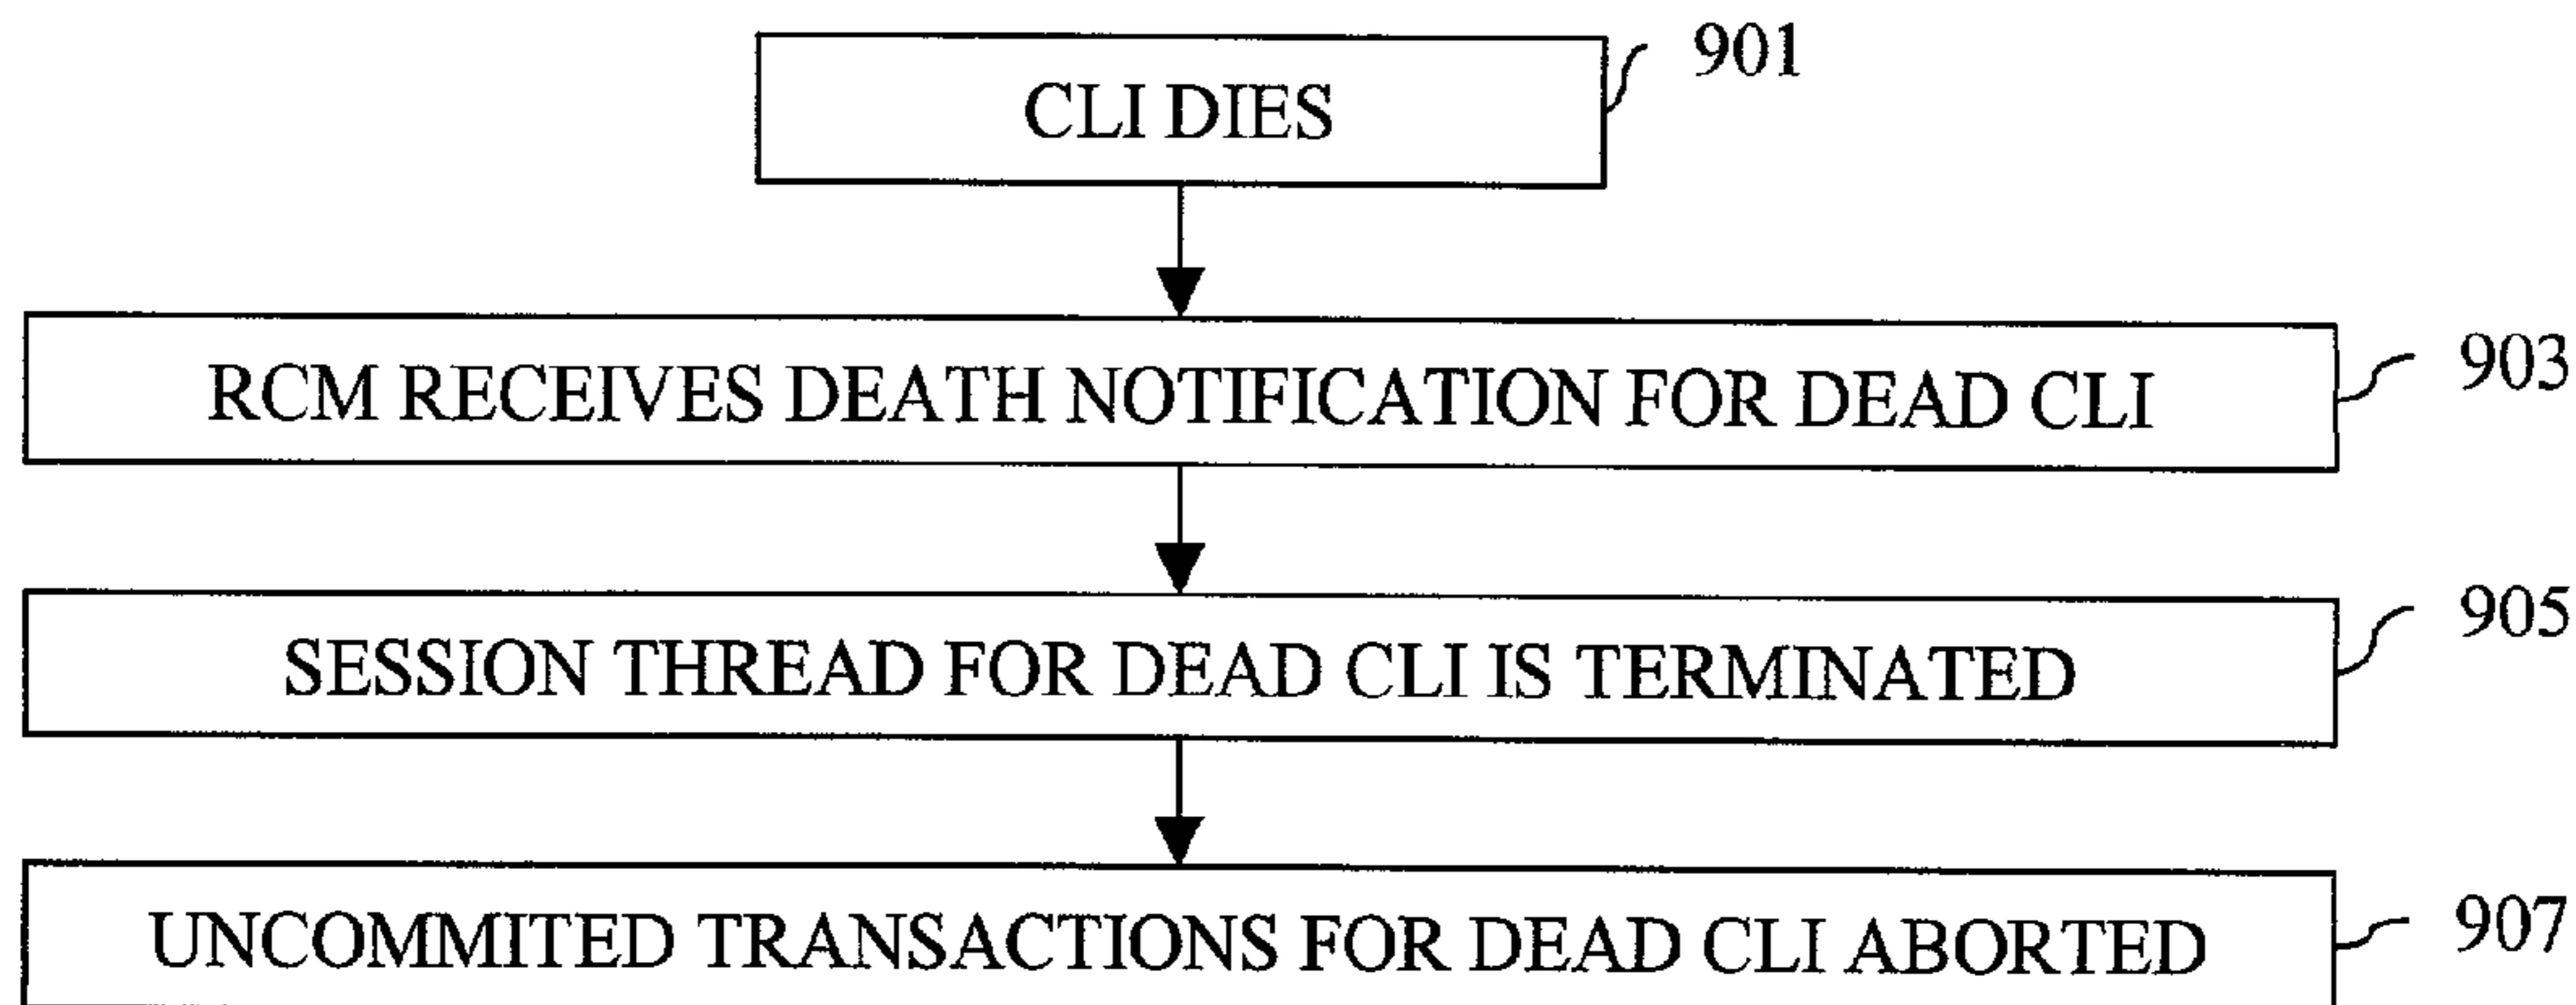 CLI DIES
901
RCM RECEIVES DEATH NOTIFICATION FOR DEAD CLI
903
SESSION THREAD FOR DEAD CLI IS TERMINATED
905
UNCOMMITED TRANSACTIONS FOR DEAD CLI ABORTED
907